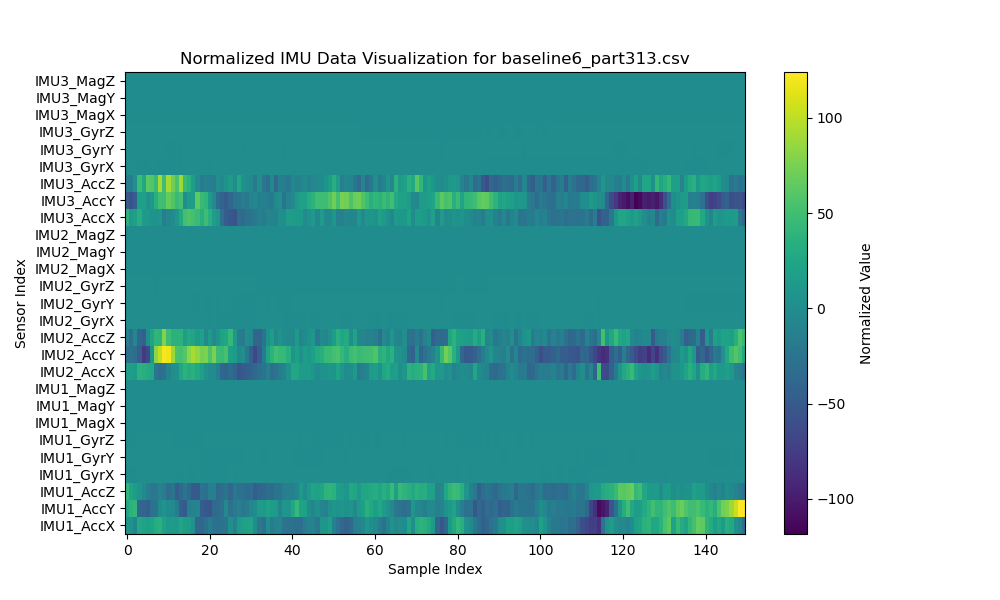 Normalized IMU Data Visualization for baseline6_part313.csv
IMU3_MagZ
IMU3_MagY
IMU3_MagX
IMU3_GyrZ
IMU3_GyrY
IMU3_GyrX
IMU3_AccZ
IMU3_AccY
IMU3_AccX
IMU2_MagZ
IMU2_MagY
IMU2_MagX
IMU2_GyrZ
IMU2_GyrY
IMU2_GyrX
IMU2_AccZ
IMU2_AccY
IMU2_AccX
IMU1_MagZ
IMU1_MagY
IMU1_MagX
IMU1_GyrZ
IMU1_GyrY
IMU1_GyrX
IMU1_AccZ
IMU1_AccY
IMU1_AccX
Sensor Index
0 20 40 60 80 100 120 140
Sample Index
100
50
0
−50
−100
Normalized Value